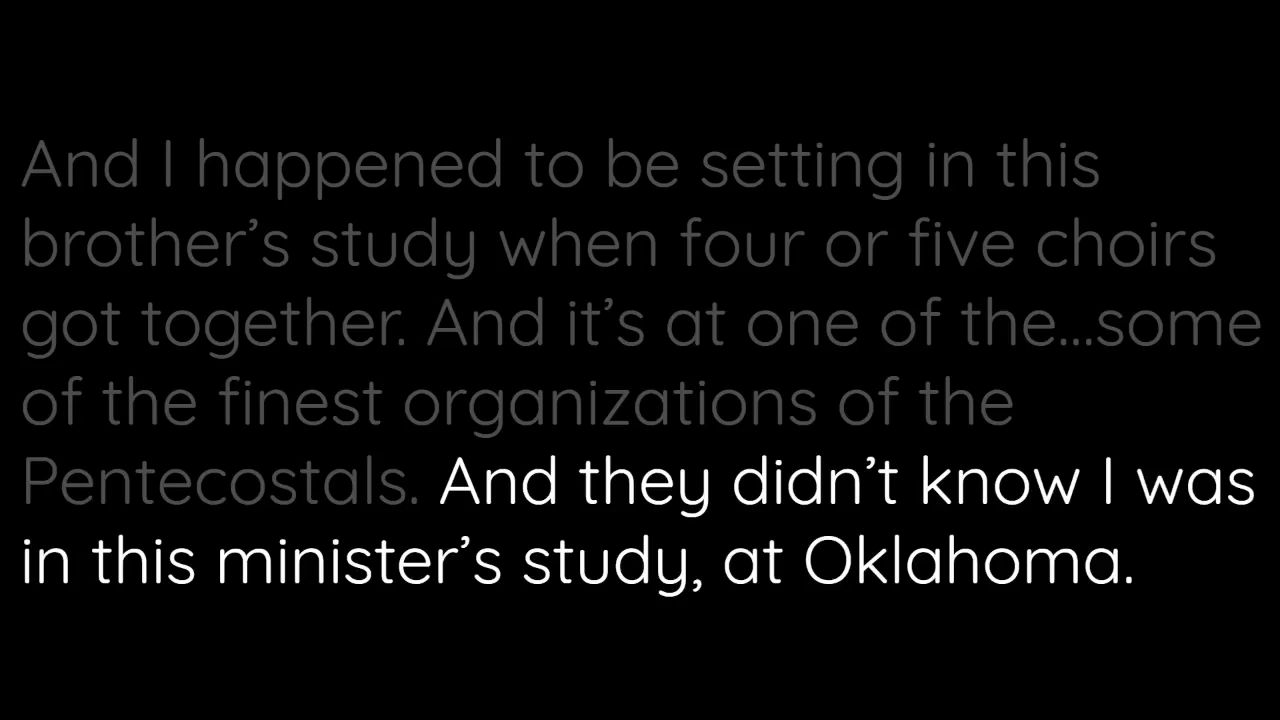 And I happened to be setting in this
brother’s study when four or five choirs
got together. And it’s at one of the...some
of the finest organizations of the
Pentecostals. And they didn’t know I was
in this minister’s study, at Oklahoma.